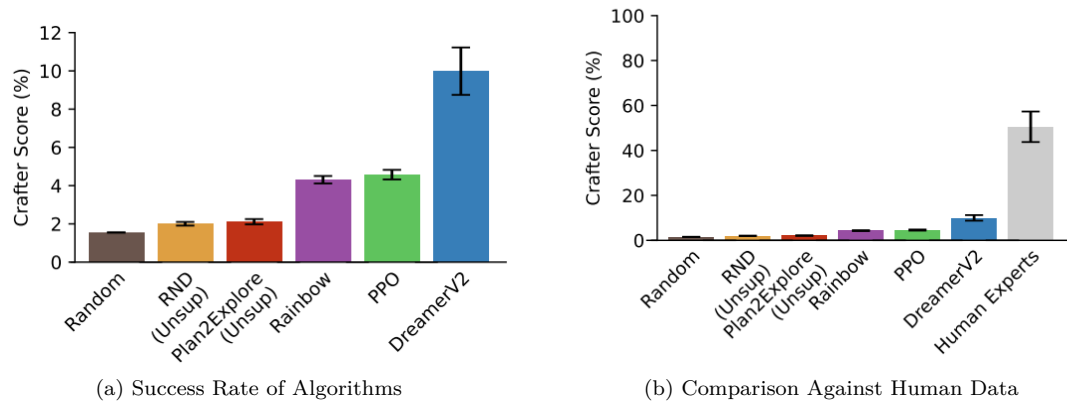 Crafter Score (%)
12
10
8
6
4
2
0
Random
RND
(Unsup)
Plan2Explore
(Unsup)
Rainbow
PPO
DreamerV2
(a) Success Rate of Algorithms
Crafter Score (%)
100
80
60
40
20
0
Random
RND
(Unsup)
Plan2Explore
(Unsup)
Rainbow
PPO
DreamerV2
Human Experts
(b) Comparison Against Human Data